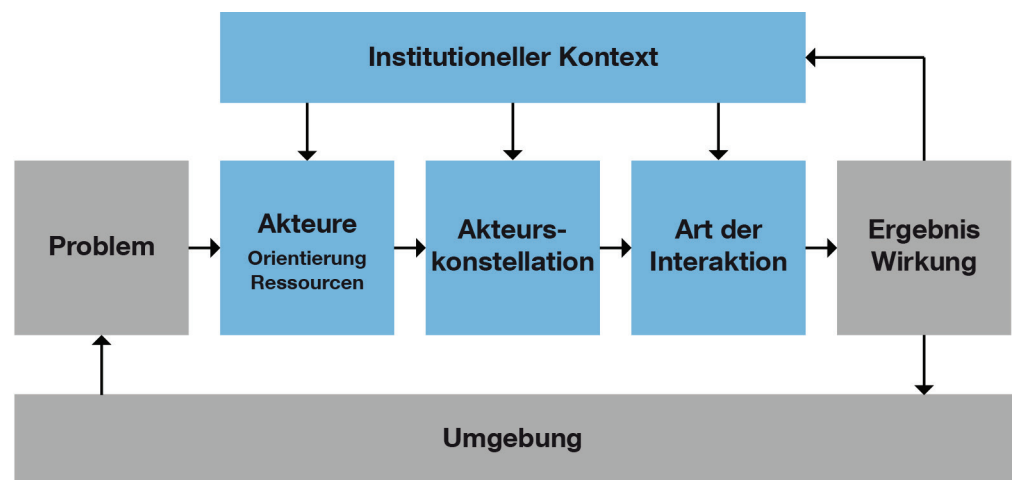 Institutioneller Kontext
Problem
Akteure
Orientierung
Ressourcen
Akteurs-
konstellation
Art der
Interaktion
Ergebnis
Wirkung
Umgebung